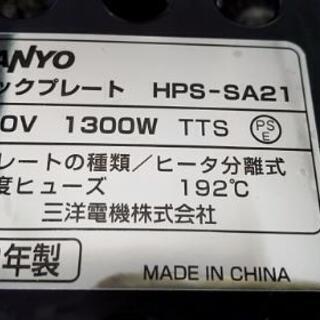 ANYO
ックプレート HPS-SA21
0V 1300W TTS PSE
レートの種類/ヒータ分離式
度ヒューズ 192℃
三洋電機株式会社
年製
MADE IN CHINA